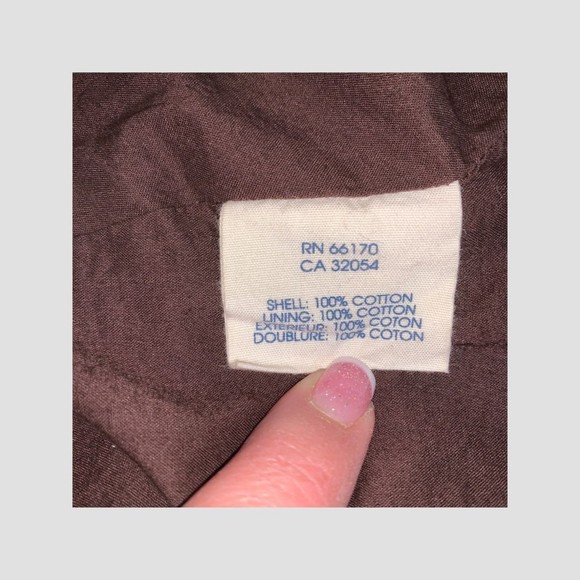 RN 66170
CA 32054
SHELL: 100% COTTON
LINING: 100% COTTON
EXTERIEUR: 100% COTON
DOUBLURE: 100% COTON